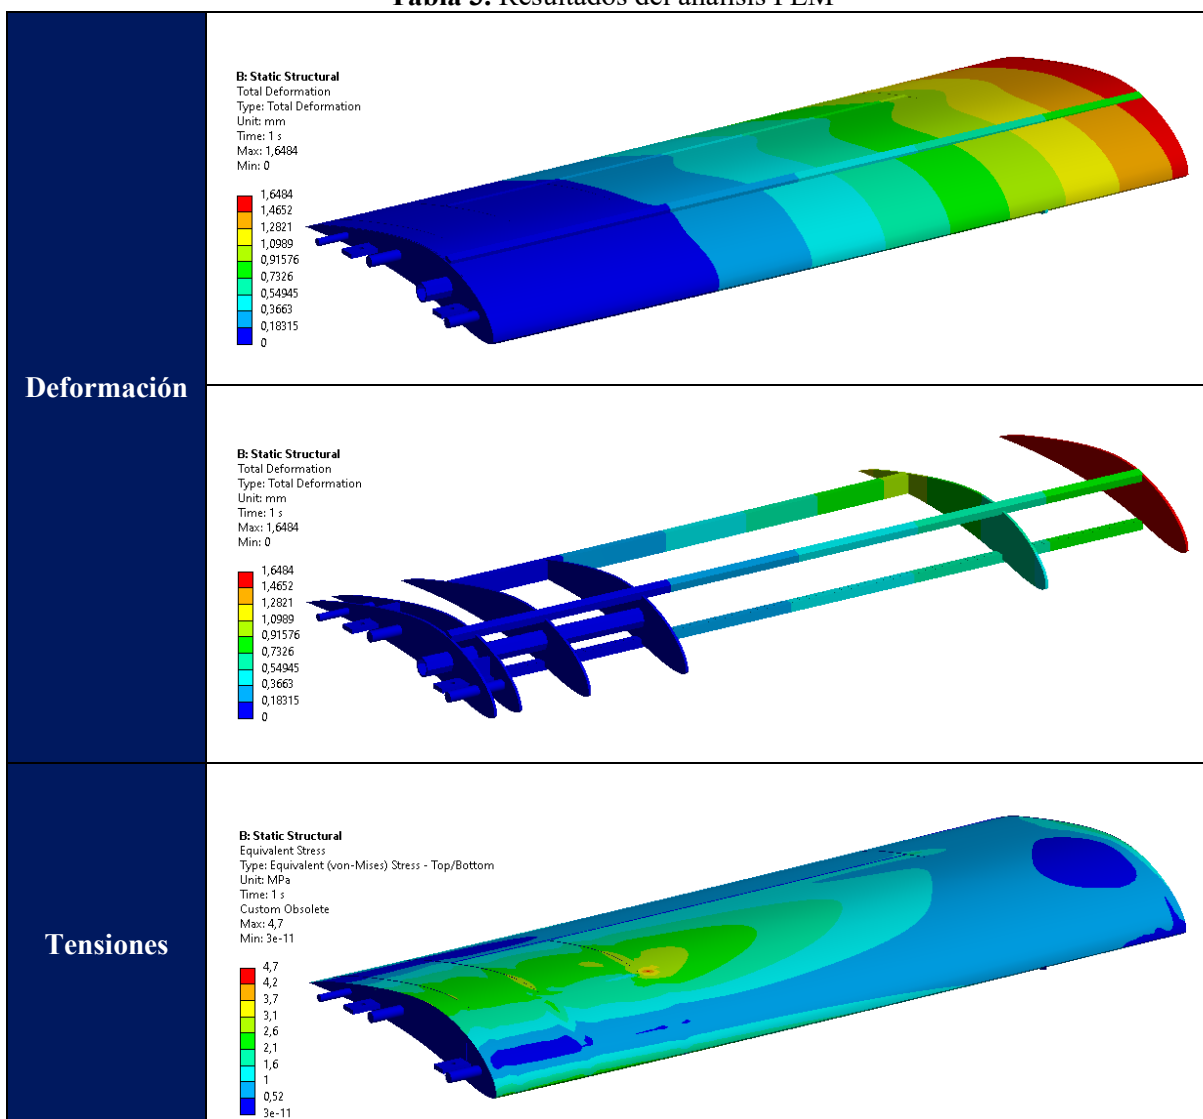 Tabla 3. Resultados del análisis FEM
B: Static Structural
Total Deformation
Type: Total Deformation
Unit: mm
Time: 1 s
Max: 1,6484
Min: 0
1,6484
1,4652
1,2821
1,0989
0,91576
0,7326
0,54945
0,3663
0,18315
0
Deformación
B: Static Structural
Total Deformation
Type: Total Deformation
Unit: mm
Time: 1 s
Max: 1,6484
Min: 0
1,6484
1,4652
1,2821
1,0989
0,91576
0,7326
0,54945
0,3663
0,18315
0
B: Static Structural
Equivalent Stress
Type: Equivalent (von-Mises) Stress - Top/Bottom
Unit: MPa
Time: 1 s
Custom Obsolete
Max: 4,7
Min: 3e-11
Tensiones
4,7
4,2
3,7
3,1
2,6
2,1
1,6
1
0,52
3e-11